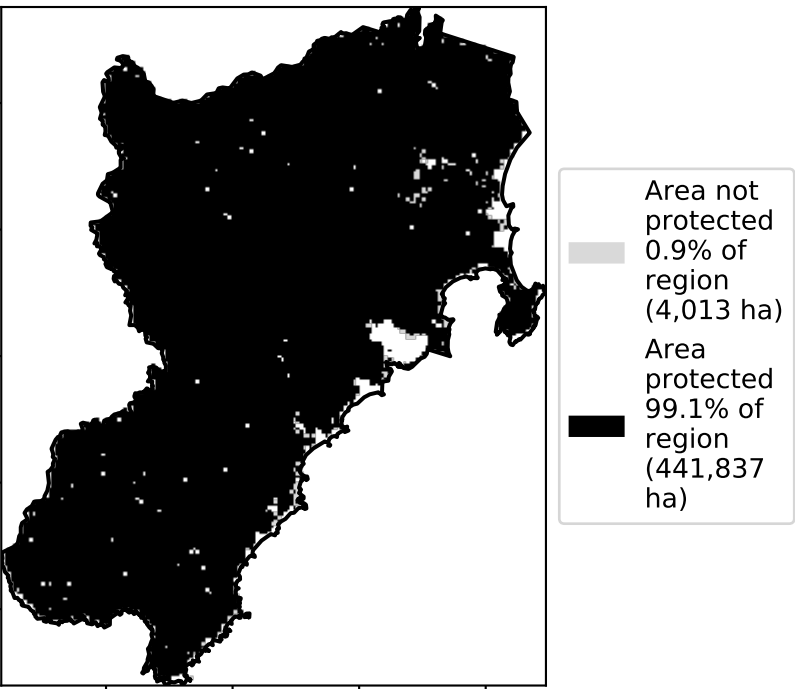 Area not
protected
0.9% of
region
(4,013 ha)
Area
protected
99.1% of
region
(441,837
ha)